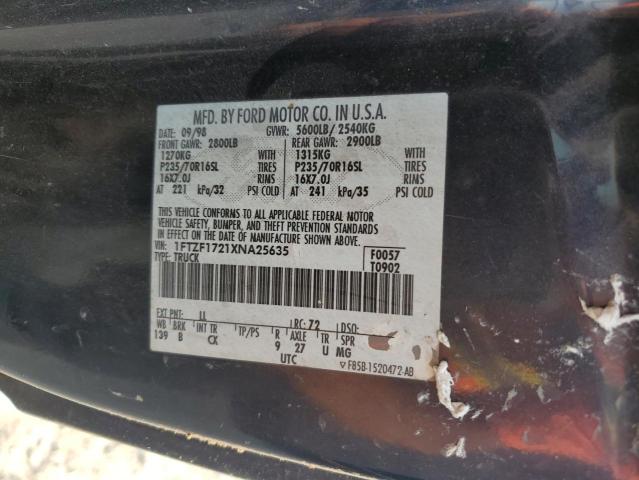 MFD. BY FORD MOTOR CO. IN U.S.A.
DATE: 09/98 GVWR: 5600LB/ 2540KG
FRONT GAWR: 2800LB REAR GAWR: 2900LB
1270KG WITH 1315KG WITH
P235/70R16SL TIRES P235/70R16SL TIRES
16X7.0J RIMS 16X7.0J RIMS
AT 221 kPa/32 PSI COLD AT 241 kPa/35 PSI COLD
THIS VEHICLE CONFORMS TO ALL APPLICABLE FEDERAL MOTOR
VEHICLE SAFETY, BUMPER, AND THEFT PREVENTION STANDARDS
IN EFFECT ON THE DATE OF MANUFACTURE SHOWN ABOVE.
VIN: 1FTZF1721XNA25635 F0057
TYPE: TRUCK T0902
EXT PNT: LL RC: 72 DSO:
WB BRK INT TR TP/PS R AXLE TR SPR
139 B CX 9 27 U MG
UTC
▽ F85B-1520472-AB